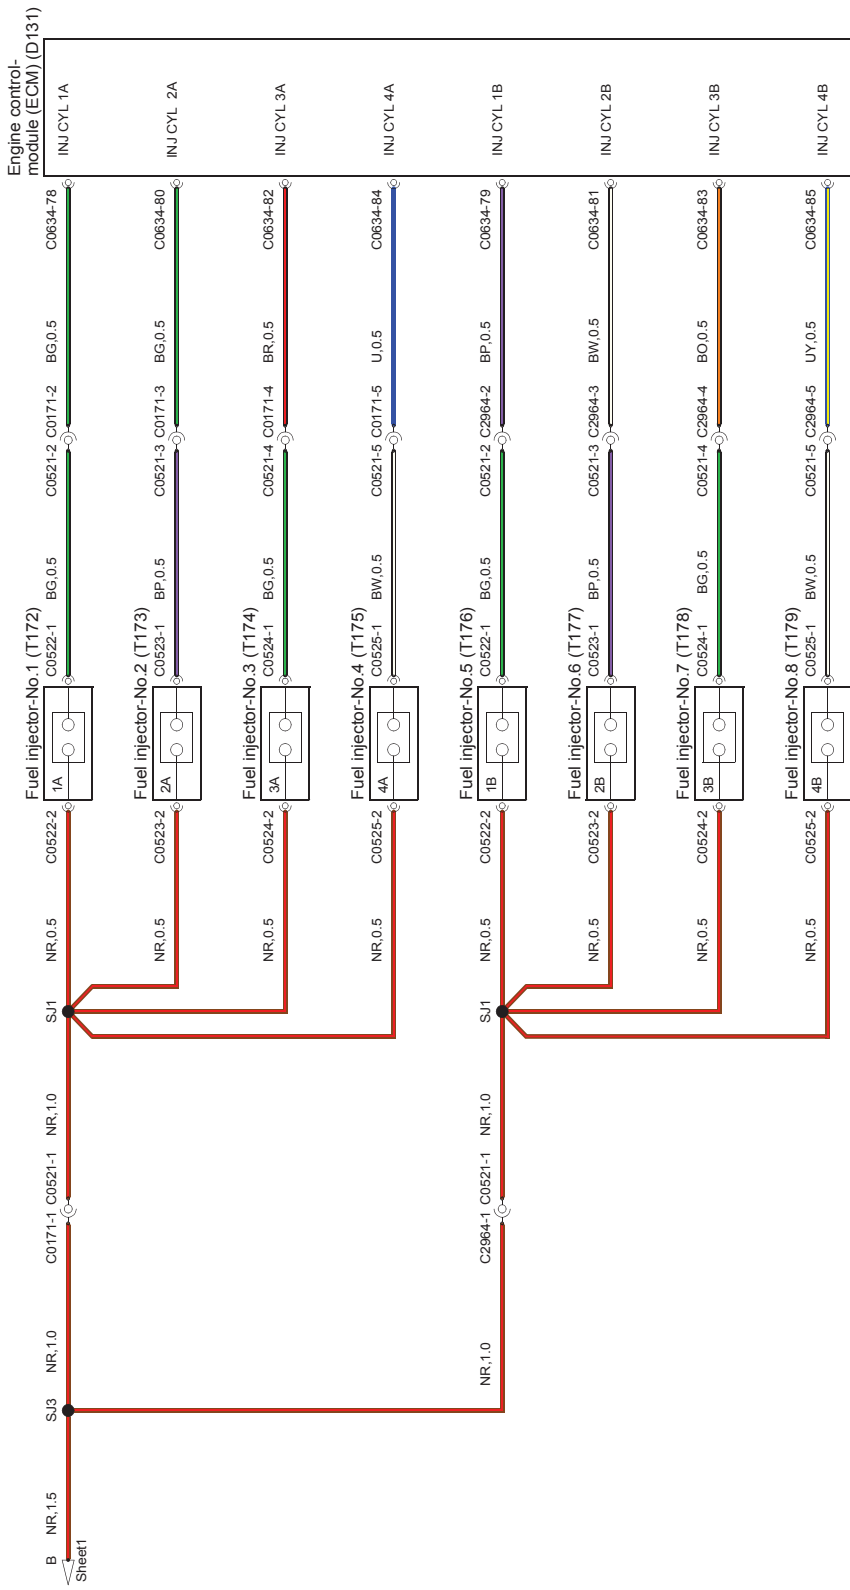 Engine control-
module (ECM) (D131)
INJ CYL 1A
INJ CYL 2A
INJ CYL 3A
INJ CYL 4A
INJ CYL 1B
INJ CYL 2B
INJ CYL 3B
INJ CYL 4B
C0634-78
C0634-80
C0634-82
C0634-84
C0634-79
C0634-81
C0634-83
C0634-85
BG,0.5
BG,0.5
BR,0.5
U,0.5
BP,0.5
BW,0.5
BO,0.5
UY,0.5
C0521-2 C0171-2
C0521-3 C0171-3
C0521-4 C0171-4
C0521-5 C0171-5
C0521-2 C2964-2
C0521-3 C2964-3
C0521-4 C2964-4
C0521-5 C2964-5
BG,0.5
BP,0.5
BG,0.5
BW,0.5
BG,0.5
BP,0.5
BG,0.5
BW,0.5
Fuel injector-No.1 (T172)
C0522-1
Fuel injector-No.2 (T173)
C0523-1
Fuel injector-No.3 (T174)
C0524-1
Fuel injector-No.4 (T175)
C0525-1
Fuel injector-No.5 (T176)
C0522-1
Fuel injector-No.6 (T177)
C0523-1
Fuel injector-No.7 (T178)
C0524-1
Fuel injector-No.8 (T179)
C0525-1
1A
2A
3A
4A
1B
2B
3B
4B
C0522-2
C0523-2
C0524-2
C0525-2
C0522-2
C0523-2
C0524-2
C0525-2
NR,0.5
NR,0.5
NR,0.5
NR,0.5
NR,0.5
NR,0.5
NR,0.5
NR,0.5
SJ1
SJ1
NR,1.0
NR,1.0
C0171-1 C0521-1
C2964-1 C0521-1
NR,1.0
NR,1.0
SJ3
NR,1.5
B
Sheet1